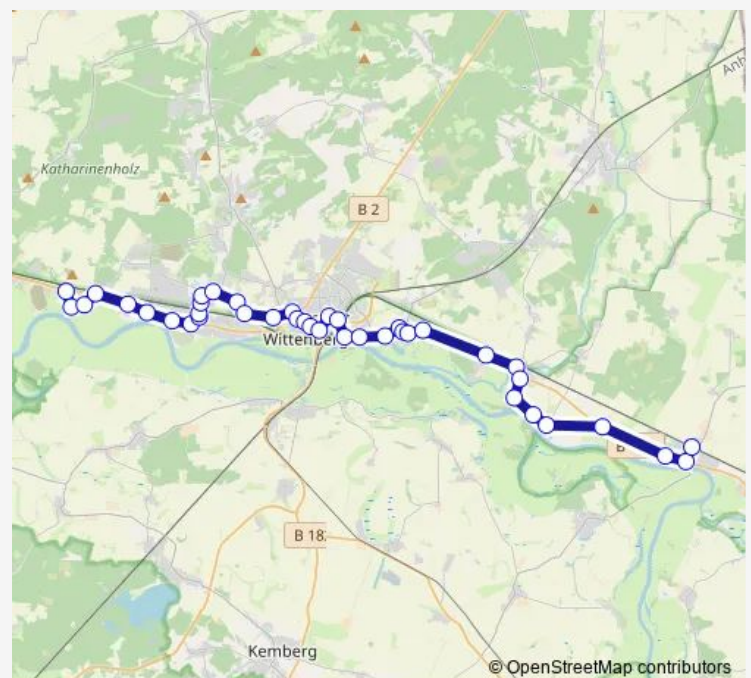 Anh
Katharinenholz
B 2
Wittenberg
B
B 18
Kemberg
© OpenStreetMap contributors